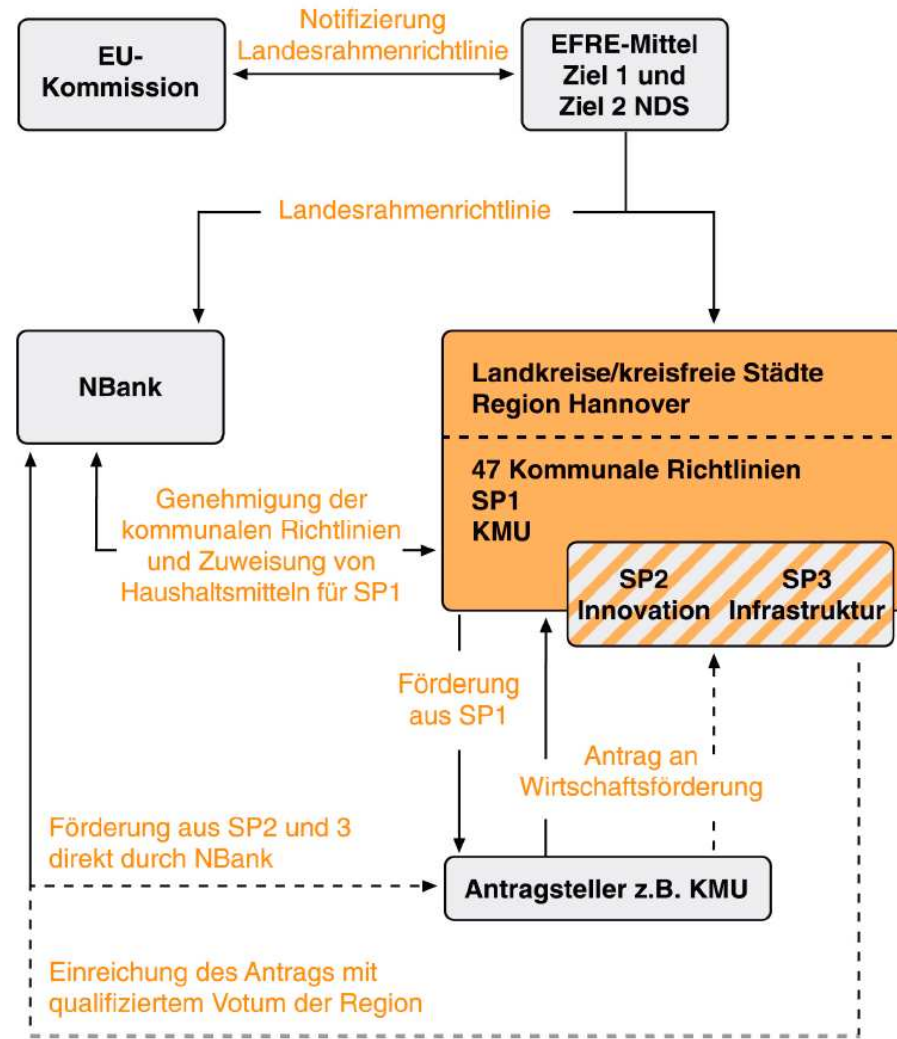 EU-
Kommission
Notifizierung
Landesrahmenrichtlinie
EFRE-Mittel
Ziel 1 und
Ziel 2 NDS
Landesrahmenrichtlinie
NBank
Landkreise/kreisfreie Städte
Region Hannover
47 Kommunale Richtlinien
SP1
KMU
Genehmigung der
kommunalen Richtlinien
und Zuweisung von
Haushaltsmitteln für SP1
SP2
Innovation
SP3
Infrastruktur
Förderung
aus SP1
Antrag an
Wirtschaftsförderung
Förderung aus SP2 und 3
direkt durch NBank
Antragsteller z.B. KMU
Einreichung des Antrags mit
qualifiziertem Votum der Region